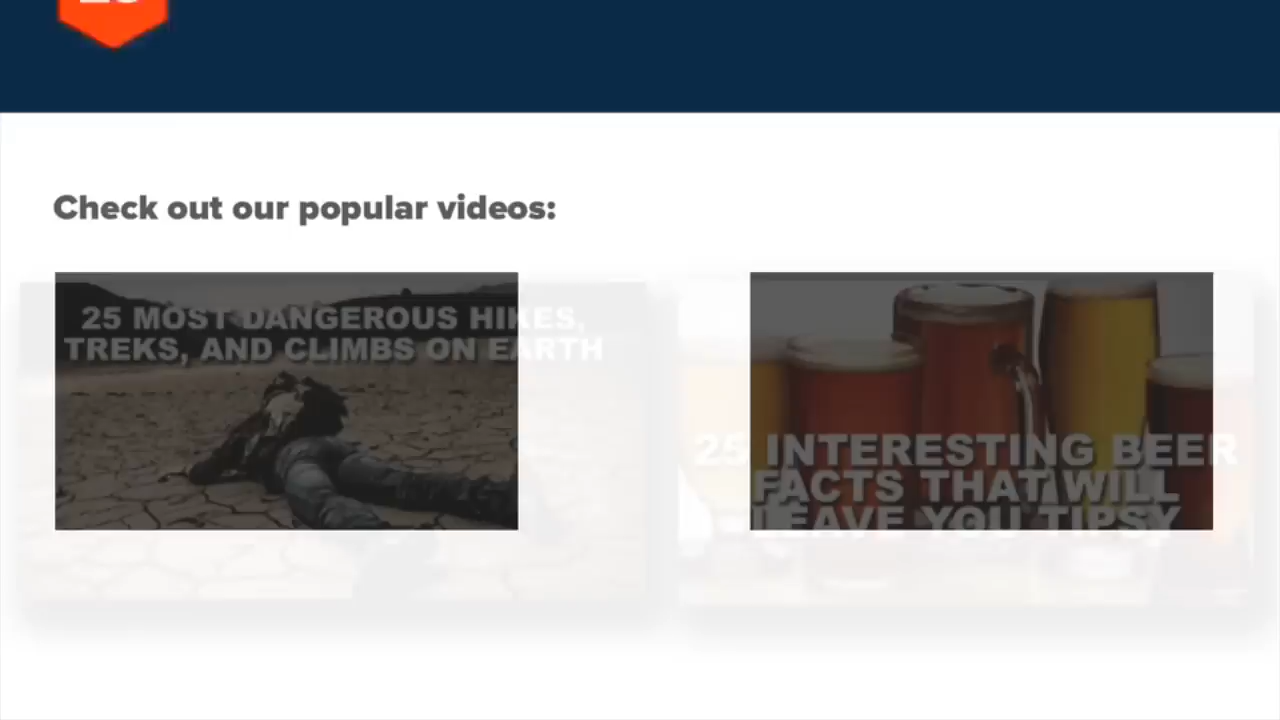 Check out our popular videos:
25 MOST DANGEROUS HIKES,
TREKS, AND CLIMBS ON EARTH
25 INTERESTING BEER
FACTS THAT WILL
LEAVE YOU TIPSY